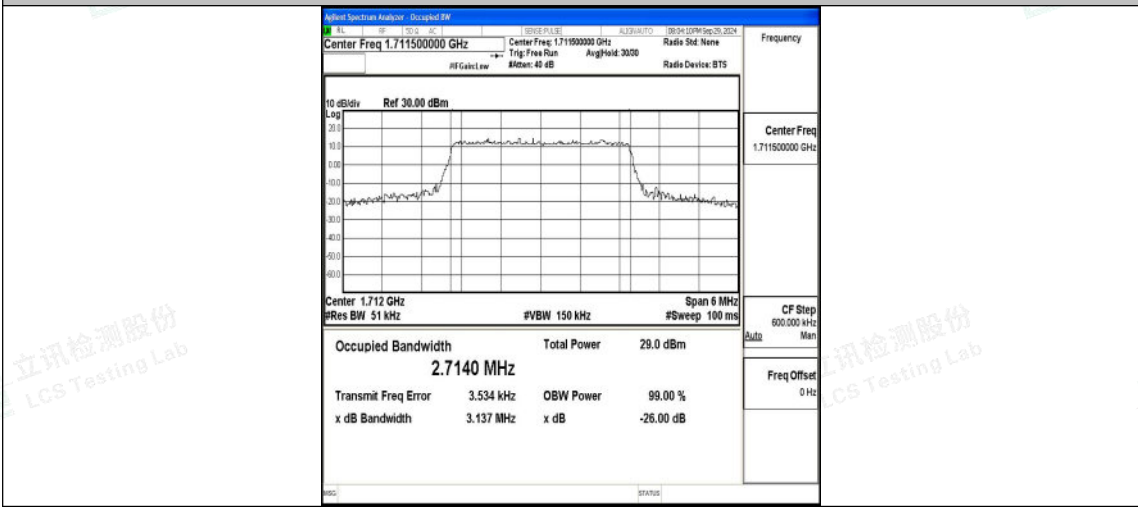 Agilent Spectrum Analyzer - Occupied BW
RL RF 50 Ω AC SENSE:PULSE ALIGNAUTO 08:04:10PM Sep 29, 2024
Center Freq 1.711500000 GHz
Center Freq: 1.711500000 GHz Radio Std: None
Trig: Free Run Avg|Hold: 30/30
#IFGain:Low #Atten: 40 dB Radio Device: BTS
Frequency
10 dB/div Ref 30.00 dBm
Log
20.0
10.0
0.00
-10.0
-20.0
-30.0
-40.0
-50.0
-60.0
Center 1.712 GHz Span 6 MHz
#Res BW 51 kHz #VBW 150 kHz #Sweep 100 ms
Occupied Bandwidth Total Power 29.0 dBm
2.7140 MHz
Transmit Freq Error 3.534 kHz OBW Power 99.00 %
x dB Bandwidth 3.137 MHz x dB -26.00 dB
Center Freq
1.711500000 GHz
CF Step
600.000 kHz
Auto Man
Freq Offset
0 Hz
MSG STATUS
立讯检测股份
LCS Testing Lab
立讯检测股份
LCS Testing Lab